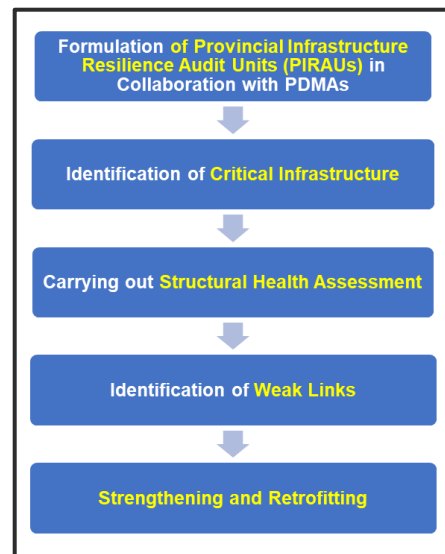 Formulation of Provincial Infrastructure
Resilience Audit Units (PIRAUs) in
Collaboration with PDMAs
Identification of Critical Infrastructure
Carrying out Structural Health Assessment
Identification of Weak Links
Strengthening and Retrofitting